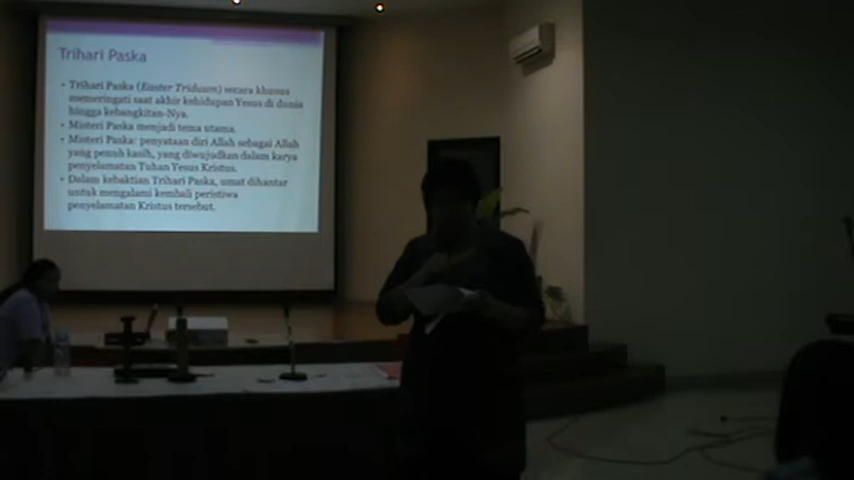 Trihari Paska
• Trihari Paska (Easter Triduum) secara khusus
memeringati saat akhir kehidupan Yesus di dunia
hingga kebangkitan-Nya.
• Misteri Paska menjadi tema utama.
• Misteri Paska: penyataan diri Allah sebagai Allah
yang penuh kasih, yang diwujudkan dalam karya
penyelamatan Tuhan Yesus Kristus.
• Dalam kebaktian Trihari Paska, umat dihantar
untuk mengalami kembali peristiwa
penyelamatan Kristus tersebut.